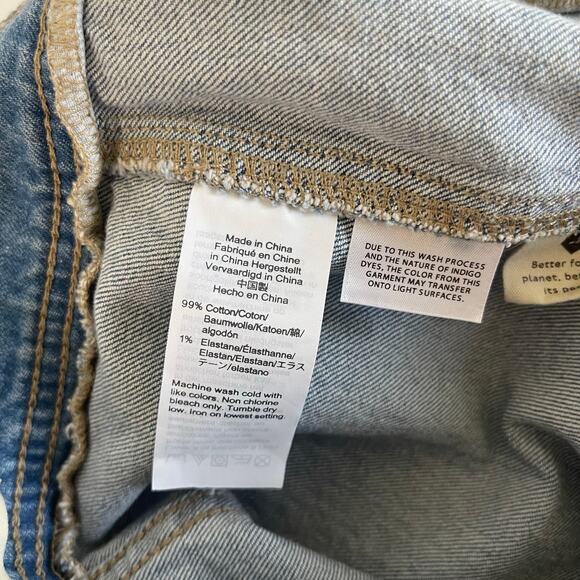 Made in China
Fabriqué en Chine
in China Hergestellt
Vervaardigd in China
中国製
Hecho en China
99% Cotton/Coton/
Baumwolle/Katoen/綿/
algodón
1% Elastane/Élasthanne/
Elastan/Elastaan/エラス
テーン/elastano
Machine wash cold with
like colors. Non chlorine
bleach only. Tumble dry
low. Iron on lowest setting.
DUE TO THIS WASH PROCESS
AND THE NATURE OF INDIGO
DYES, THE COLOR FROM THIS
GARMENT MAY TRANSFER
ONTO LIGHT SURFACES.
Better fo
planet, be
its